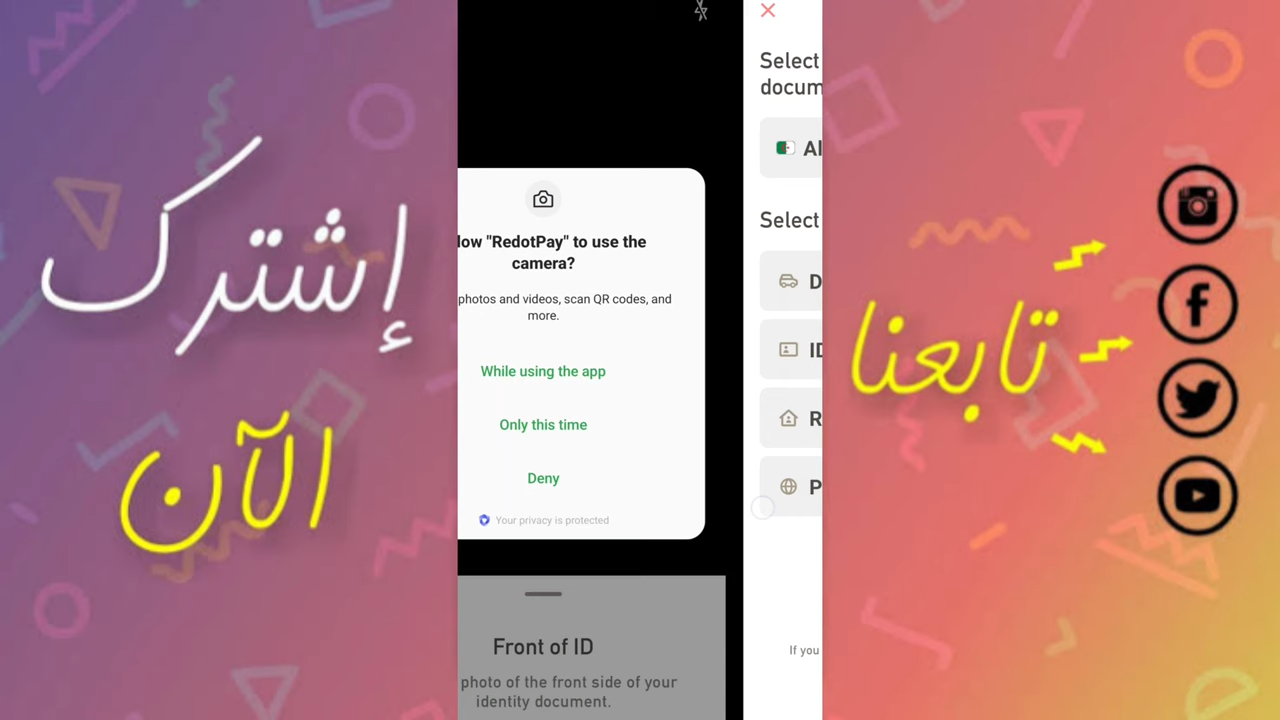 إشترك
الآن
low "RedotPay" to use the
camera?
photos and videos, scan QR codes, and
more.
While using the app
Only this time
Deny
Your privacy is protected
Front of ID
photo of the front side of your
identity document.
Select
docum
Al
Select
D
ID
R
P
If you
تابعنا